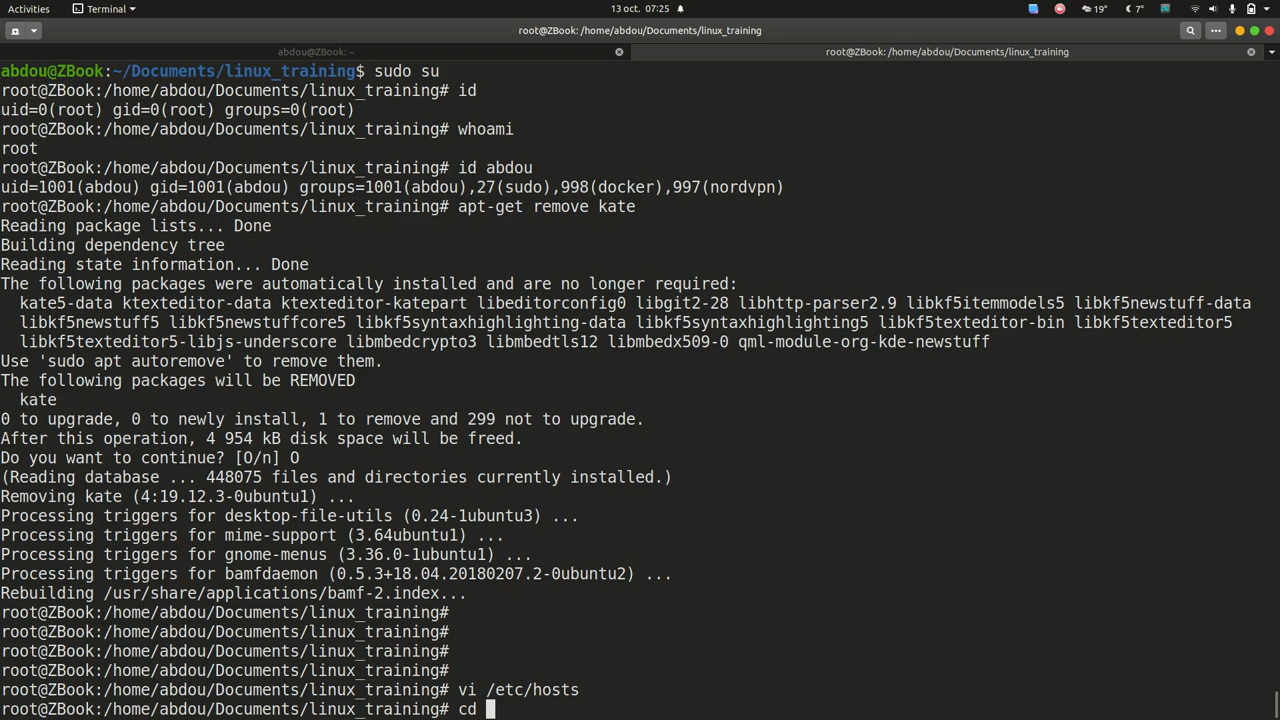 Activities Terminal 13 oct. 07:25 19° 7°
root@ZBook: /home/abdou/Documents/linux_training
abdou@ZBook: ~ root@ZBook: /home/abdou/Documents/linux_training
abdou@ZBook:~/Documents/linux_training$ sudo su
root@ZBook:/home/abdou/Documents/linux_training# id
uid=0(root) gid=0(root) groups=0(root)
root@ZBook:/home/abdou/Documents/linux_training# whoami
root
root@ZBook:/home/abdou/Documents/linux_training# id abdou
uid=1001(abdou) gid=1001(abdou) groups=1001(abdou),27(sudo),998(docker),997(nordvpn)
root@ZBook:/home/abdou/Documents/linux_training# apt-get remove kate
Reading package lists... Done
Building dependency tree
Reading state information... Done
The following packages were automatically installed and are no longer required:
  kate5-data ktexteditor-data ktexteditor-katepart libeditorconfig0 libgit2-28 libhttp-parser2.9 libkf5itemmodels5 libkf5newstuff-data
  libkf5newstuff5 libkf5newstuffcore5 libkf5syntaxhighlighting-data libkf5syntaxhighlighting5 libkf5texteditor-bin libkf5texteditor5
  libkf5texteditor5-libjs-underscore libmbedcrypto3 libmbedtls12 libmbedx509-0 qml-module-org-kde-newstuff
Use 'sudo apt autoremove' to remove them.
The following packages will be REMOVED
  kate
0 to upgrade, 0 to newly install, 1 to remove and 299 not to upgrade.
After this operation, 4 954 kB disk space will be freed.
Do you want to continue? [O/n] O
(Reading database ... 448075 files and directories currently installed.)
Removing kate (4:19.12.3-0ubuntu1) ...
Processing triggers for desktop-file-utils (0.24-1ubuntu3) ...
Processing triggers for mime-support (3.64ubuntu1) ...
Processing triggers for gnome-menus (3.36.0-1ubuntu1) ...
Processing triggers for bamfdaemon (0.5.3+18.04.20180207.2-0ubuntu2) ...
Rebuilding /usr/share/applications/bamf-2.index...
root@ZBook:/home/abdou/Documents/linux_training#
root@ZBook:/home/abdou/Documents/linux_training#
root@ZBook:/home/abdou/Documents/linux_training#
root@ZBook:/home/abdou/Documents/linux_training#
root@ZBook:/home/abdou/Documents/linux_training# vi /etc/hosts
root@ZBook:/home/abdou/Documents/linux_training# cd